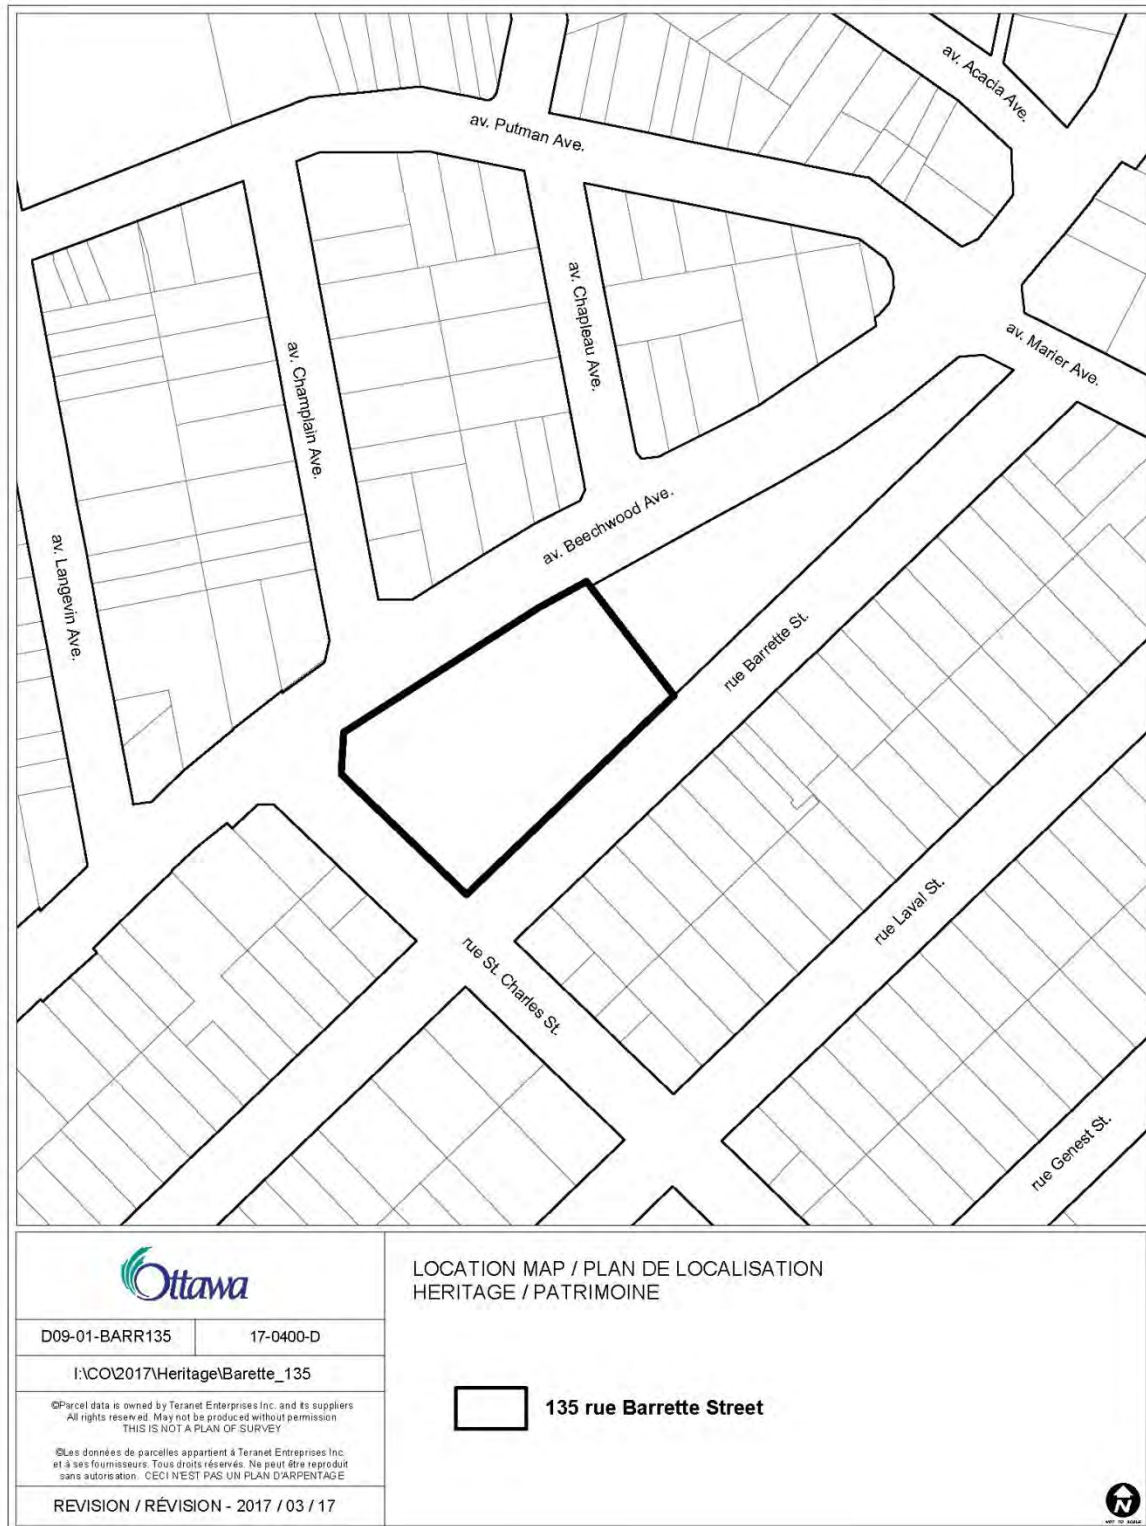 av. Acacia Ave.
av. Putman Ave.
av. Chapleau Ave.
av. Marier Ave.
av. Champlain Ave.
av. Beechwood Ave.
av. Langevin Ave.
rue Barrette St.
rue Laval St.
rue St. Charles St.
rue Genest St.
Ottawa
D09-01-BARR135
17-0400-D
I:\CO\2017\Heritage\Barette_135
©Parcel data is owned by Teranet Enterprises Inc. and its suppliers
All rights reserved. May not be produced without permission
THIS IS NOT A PLAN OF SURVEY
©Les données de parcelles appartient à Teranet Entreprises Inc.
et à ses fournisseurs. Tous droits réservés. Ne peut être reproduit
sans autorisation. CECI N'EST PAS UN PLAN D'ARPENTAGE
REVISION / RÉVISION - 2017 / 03 / 17
LOCATION MAP / PLAN DE LOCALISATION
HERITAGE / PATRIMOINE
135 rue Barrette Street
N
NOT TO SCALE